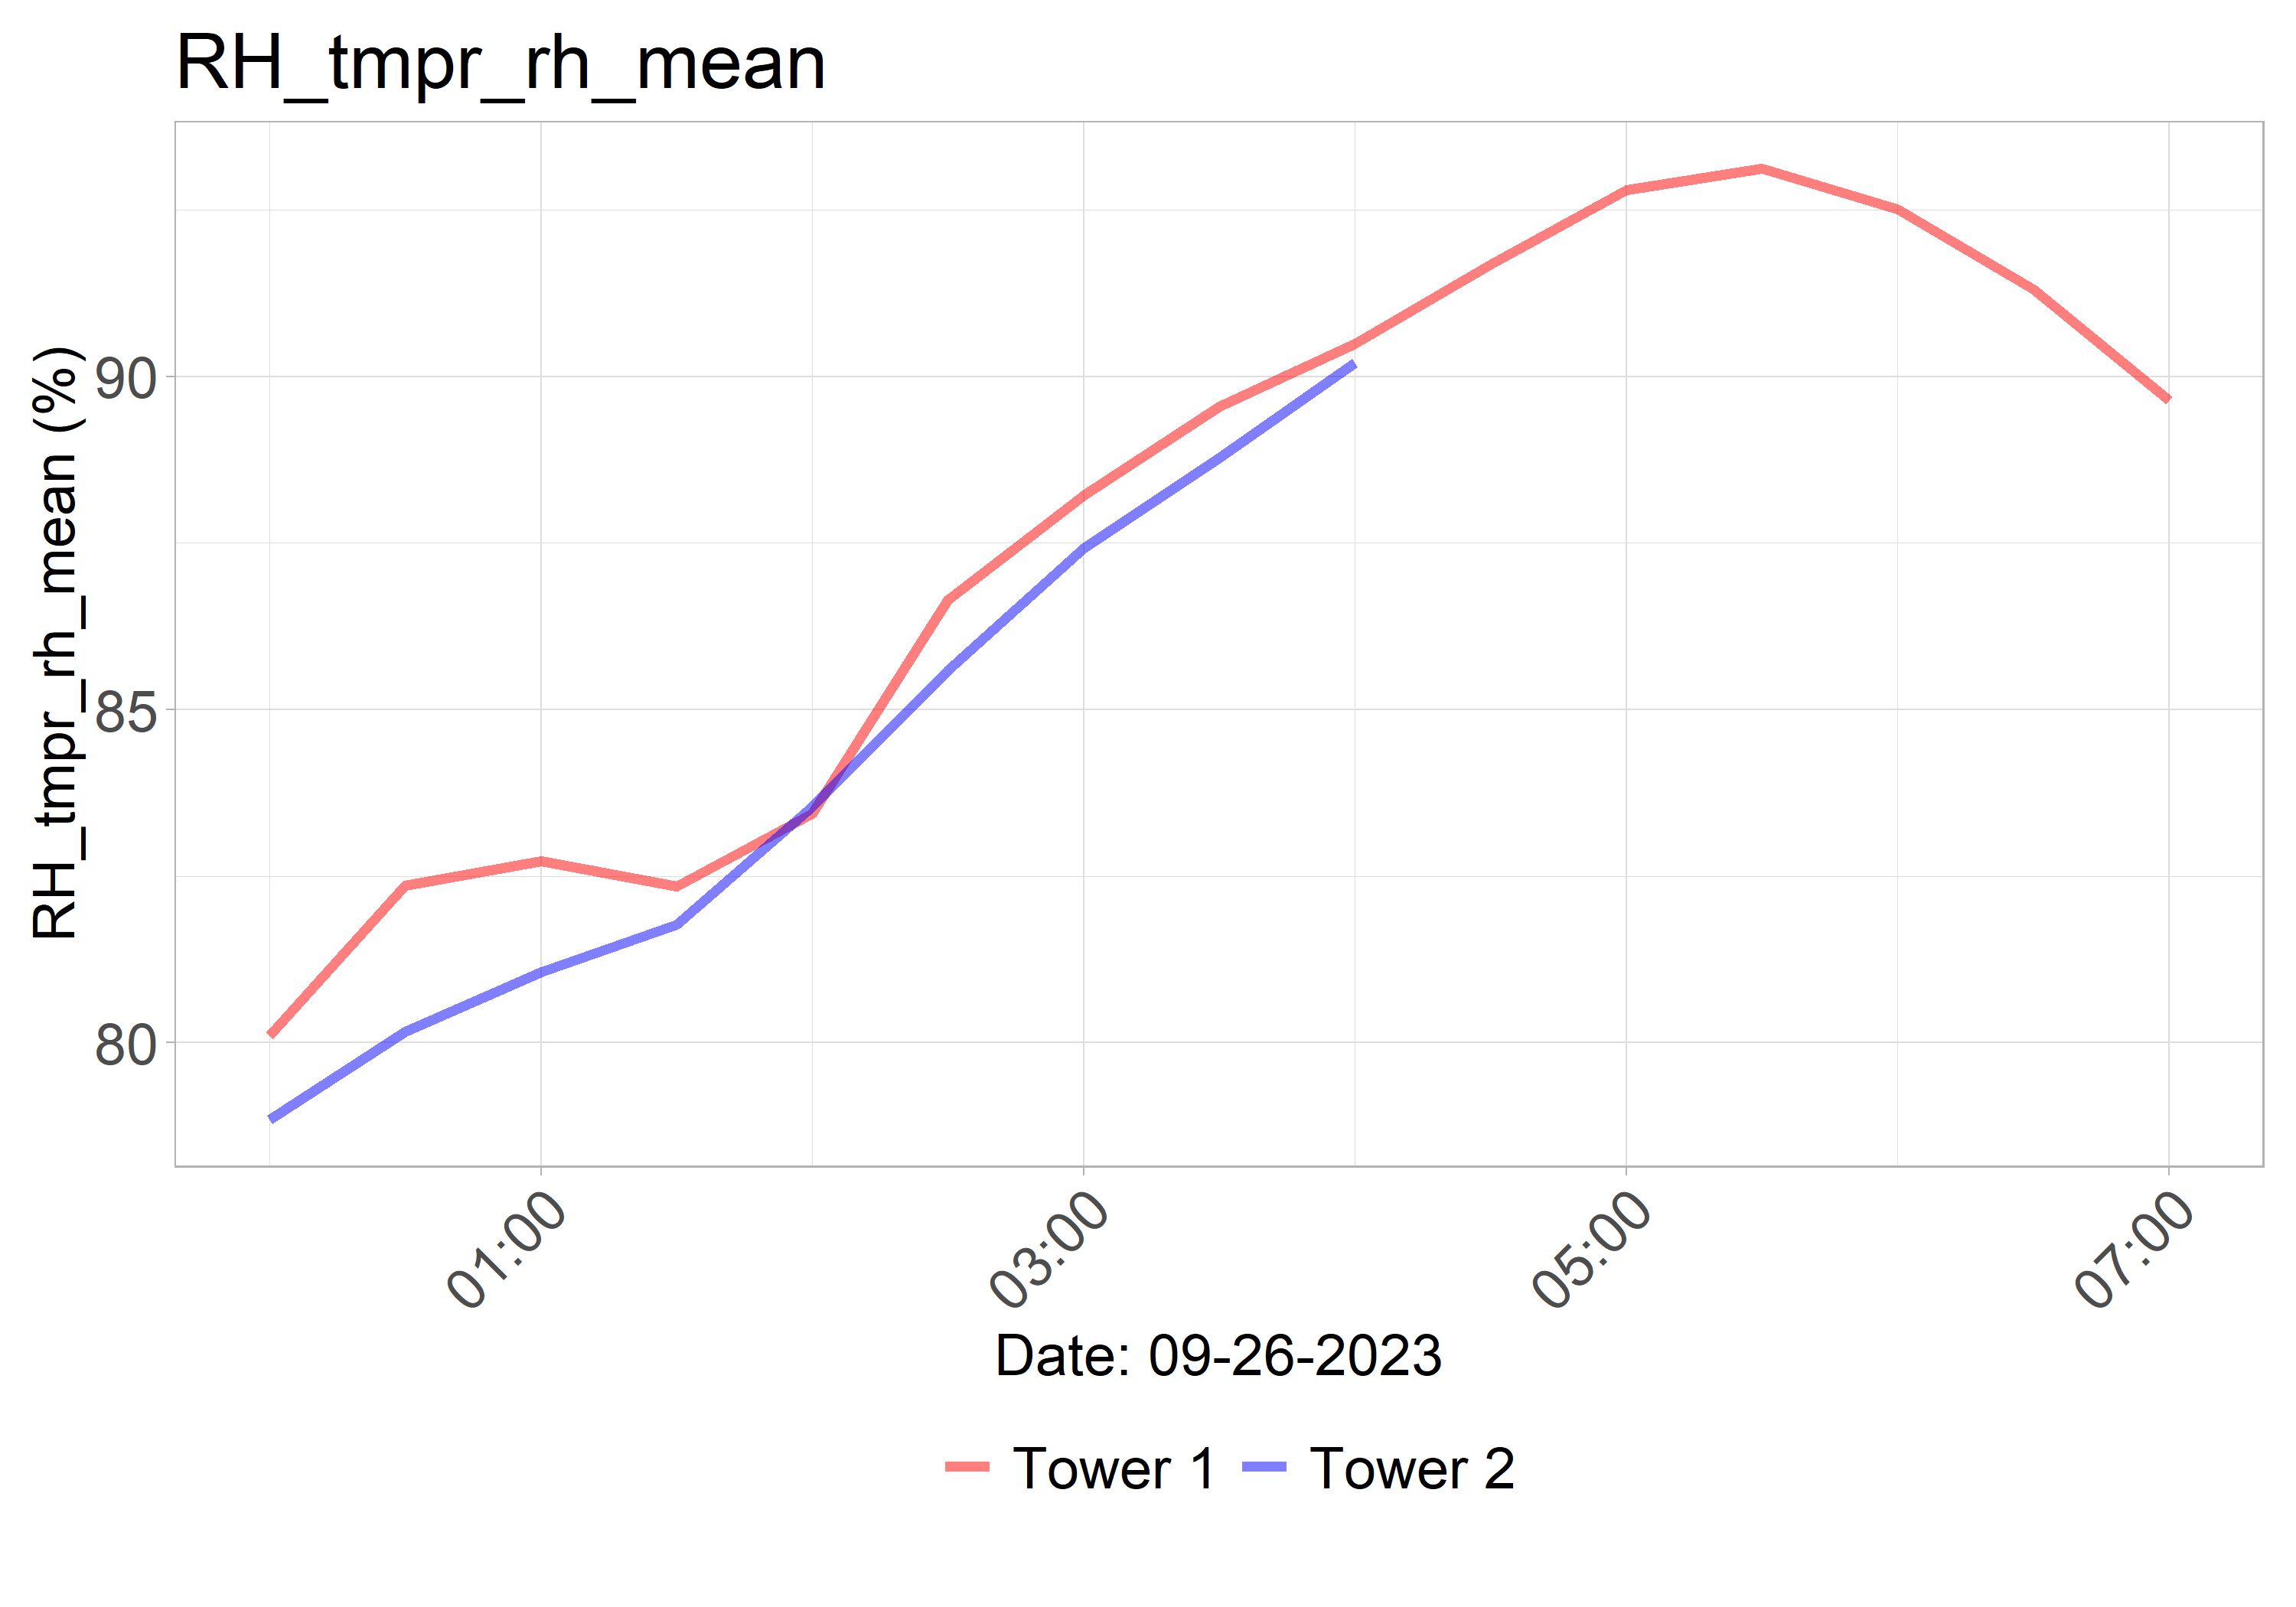 RH_tmpr_rh_mean
RH_tmpr_rh_mean (%)
90
85
80
01:00
03:00
05:00
07:00
Date: 09-26-2023
Tower 1
Tower 2